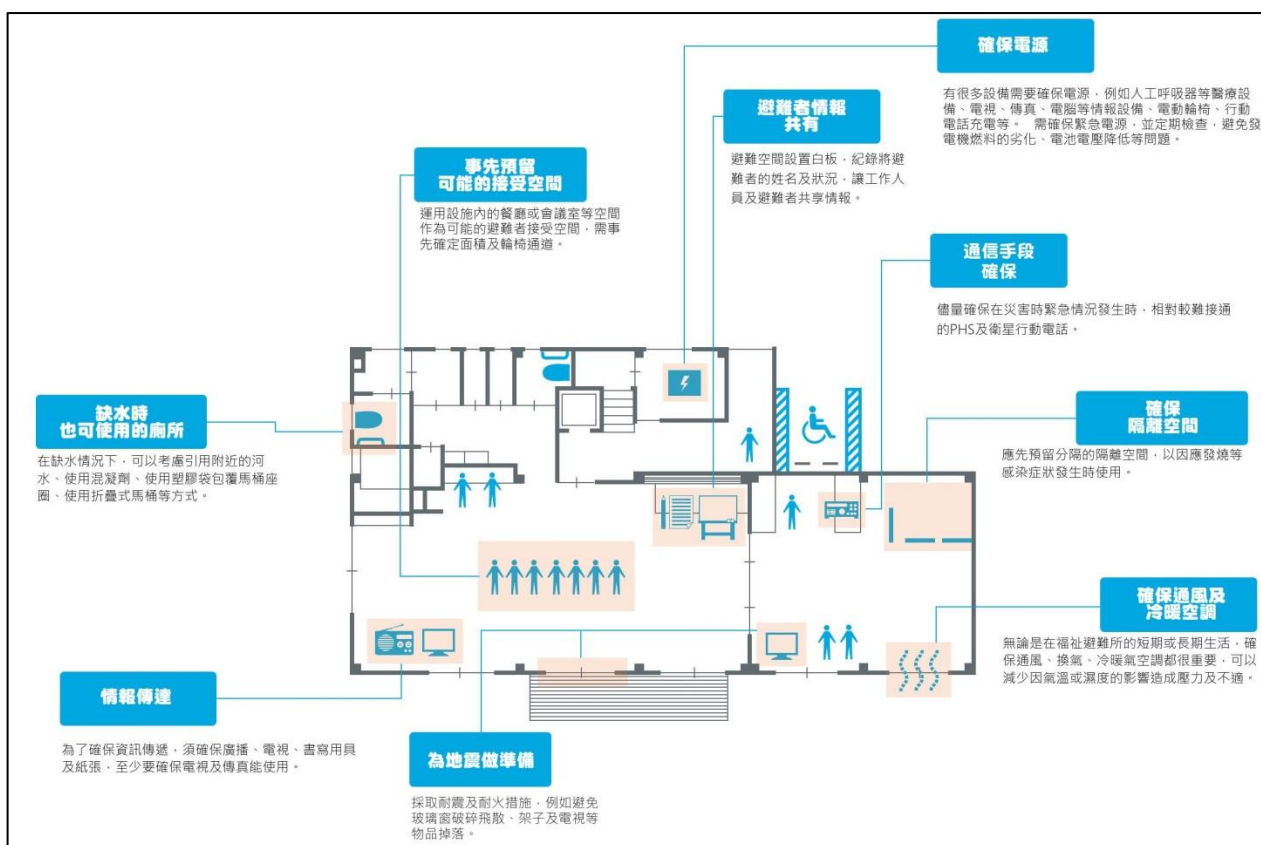 確保電源
有很多設備需要確保電源，例如人工呼吸器等醫療設
備、電視、傳真、電腦等情報設備、電動輪椅、行動
電話充電等。 需確保緊急電源，並定期檢查，避免發
電機燃料的劣化、電池電壓降低等問題。
避難者情報
共有
避難空間設置白板，紀錄將避
難者的姓名及狀況，讓工作人
員及避難者共享情報。
事先預留
可能的接受空間
運用設施內的餐廳或會議室等空間
作為可能的避難者接受空間，需事
先確定面積及輪椅通道。
通信手段
確保
儘量確保在災害時緊急情況發生時，相對較難接通
的PHS及衛星行動電話。
缺水時
也可使用的廁所
在缺水情況下，可以考慮引用附近的河
水、使用混凝劑、使用塑膠袋包覆馬桶座
圈、使用折疊式馬桶等方式。
確保
隔離空間
應先預留分隔的隔離空間，以因應發燒等
感染症狀發生時使用。
確保通風及
冷暖空調
無論是在福祉避難所的短期或長期生活，確
保通風、換氣、冷暖氣空調都很重要，可以
減少因氣溫或濕度的影響造成壓力及不適。
情報傳達
為了確保資訊傳遞，須確保廣播、電視、書寫用具
及紙張，至少要確保電視及傳真能使用。
為地震做準備
採取耐震及耐火措施，例如避免
玻璃窗破碎飛散、架子及電視等
物品掉落。